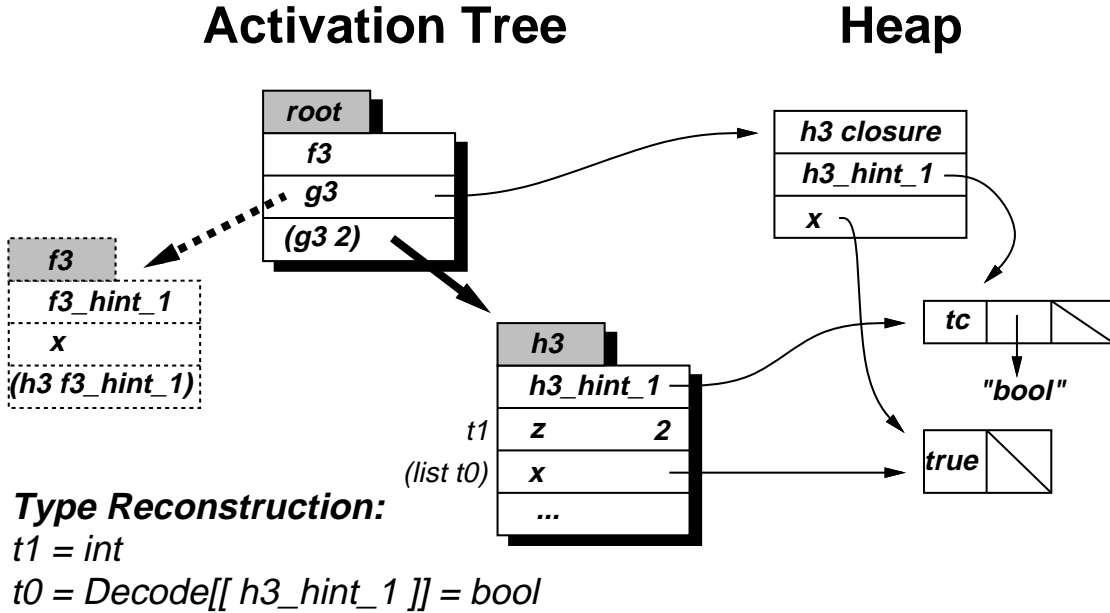 Activation Tree
Heap
root
f3
g3
(g3 2)
h3 closure
h3_hint_1
x
f3
f3_hint_1
x
(h3 f3_hint_1)
h3
h3_hint_1
t1 z 2
(list t0) x
...
tc
"bool"
true
Type Reconstruction:
t1 = int
t0 = Decode[[ h3_hint_1 ]] = bool